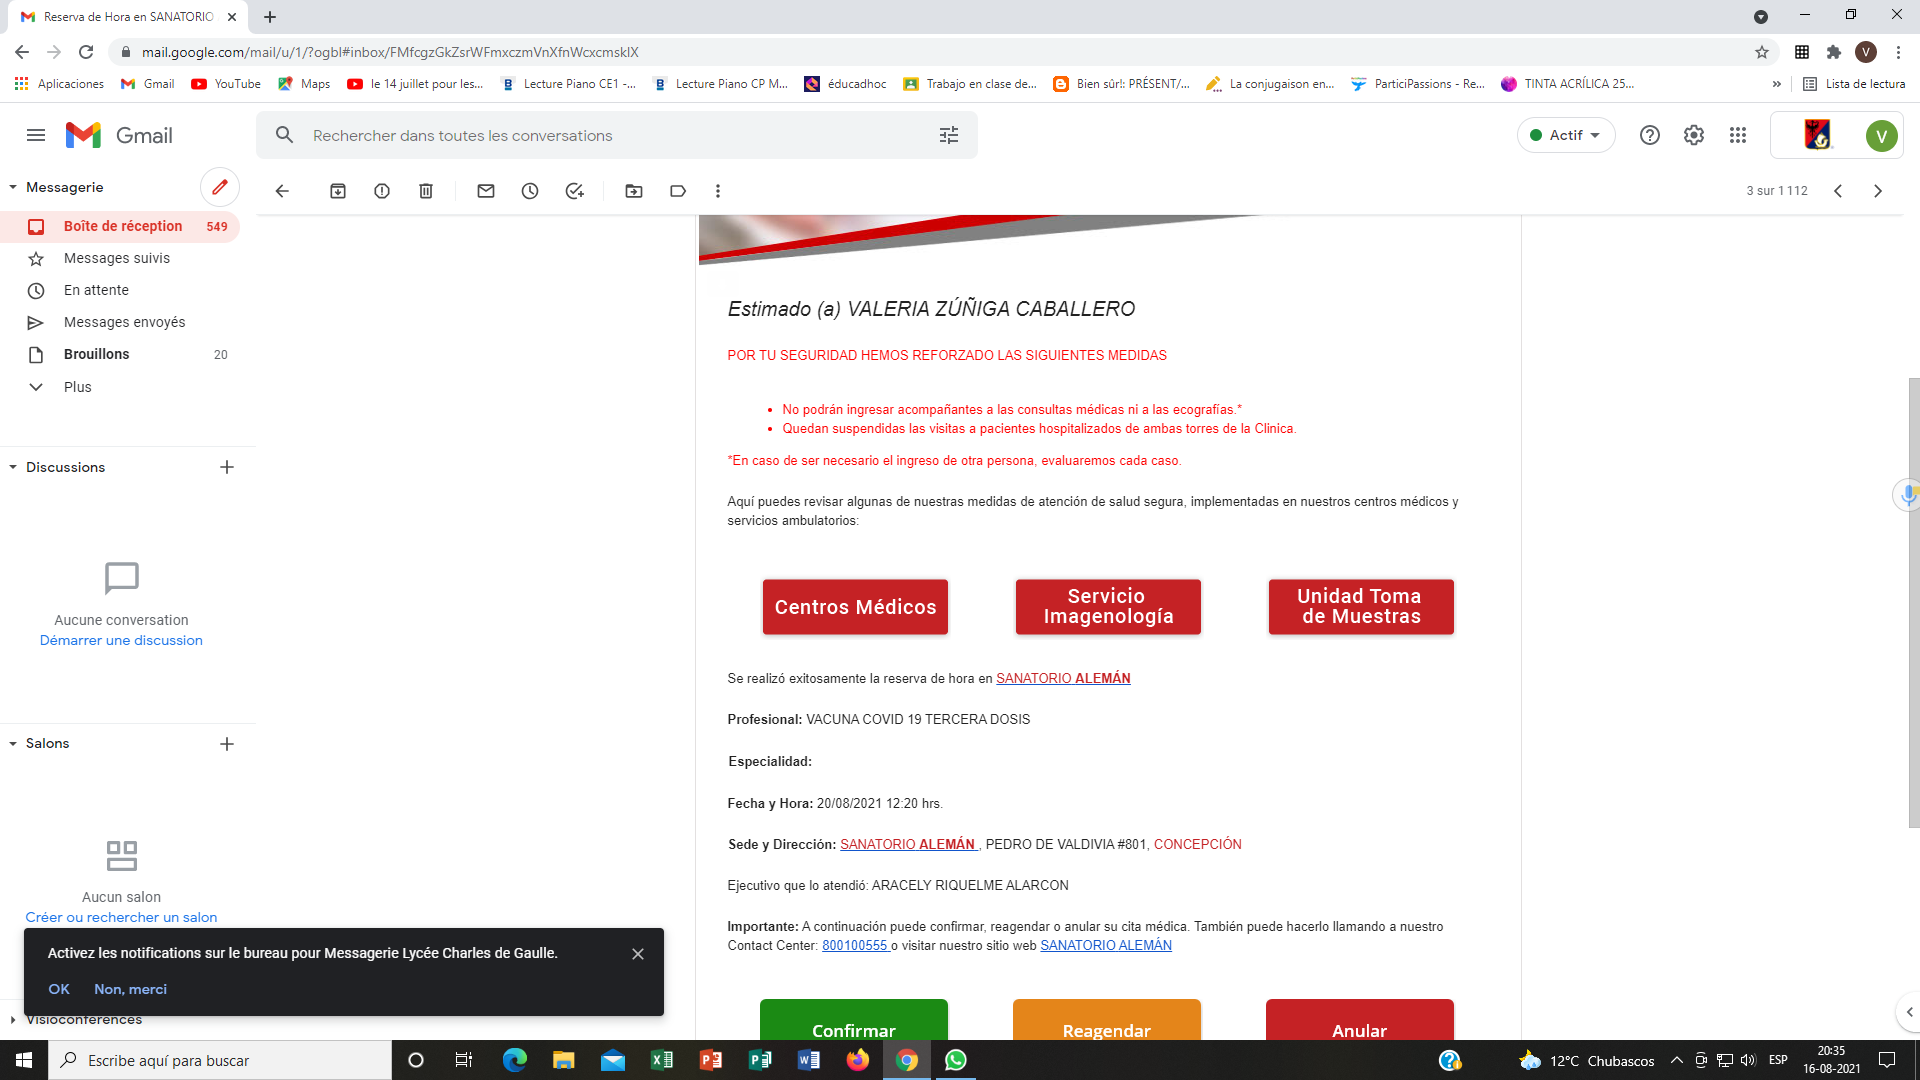 Reserva de Hora en SANATORIO
mail.google.com/mail/u/1/?ogbl#inbox/FMfcgzGkZsrWFmxczmVnXfnWcxcmskIX
V
Aplicaciones
Gmail
YouTube
Maps
le 14 juillet pour les...
Lecture Piano CE1 -...
Lecture Piano CP M...
éducadhoc
Trabajo en clase de...
Bien sûr!: PRÉSENT/...
La conjugaison en...
ParticiPassions - Re...
TINTA ACRÍLICA 25...
»
Lista de lectura
Gmail
Rechercher dans toutes les conversations
Actif
V
Messagerie
3 sur 1 112
Boîte de réception 549
Messages suivis
En attente
Messages envoyés
Brouillons 20
Plus
Discussions
Aucune conversation
Démarrer une discussion
Salons
Aucun salon
Créer ou rechercher un salon
Visioconférences
Estimado (a) VALERIA ZÚÑIGA CABALLERO
POR TU SEGURIDAD HEMOS REFORZADO LAS SIGUIENTES MEDIDAS
• No podrán ingresar acompañantes a las consultas médicas ni a las ecografías.*
• Quedan suspendidas las visitas a pacientes hospitalizados de ambas torres de la Clinica.
*En caso de ser necesario el ingreso de otra persona, evaluaremos cada caso.
Aquí puedes revisar algunas de nuestras medidas de atención de salud segura, implementadas en nuestros centros médicos y
servicios ambulatorios:
Centros Médicos
Servicio
Imagenología
Unidad Toma
de Muestras
Se realizó exitosamente la reserva de hora en SANATORIO ALEMÁN
Profesional: VACUNA COVID 19 TERCERA DOSIS
Especialidad:
Fecha y Hora: 20/08/2021 12:20 hrs.
Sede y Dirección: SANATORIO ALEMÁN , PEDRO DE VALDIVIA #801, CONCEPCIÓN
Ejecutivo que lo atendió: ARACELY RIQUELME ALARCON
Importante: A continuación puede confirmar, reagendar o anular su cita médica. También puede hacerlo llamando a nuestro
Contact Center: 800100555 o visitar nuestro sitio web SANATORIO ALEMÁN
Confirmar
Reagendar
Anular
Activez les notifications sur le bureau pour Messagerie Lycée Charles de Gaulle.
OK
Non, merci
Escribe aquí para buscar
12°C Chubascos
ESP
20:35
16-08-2021